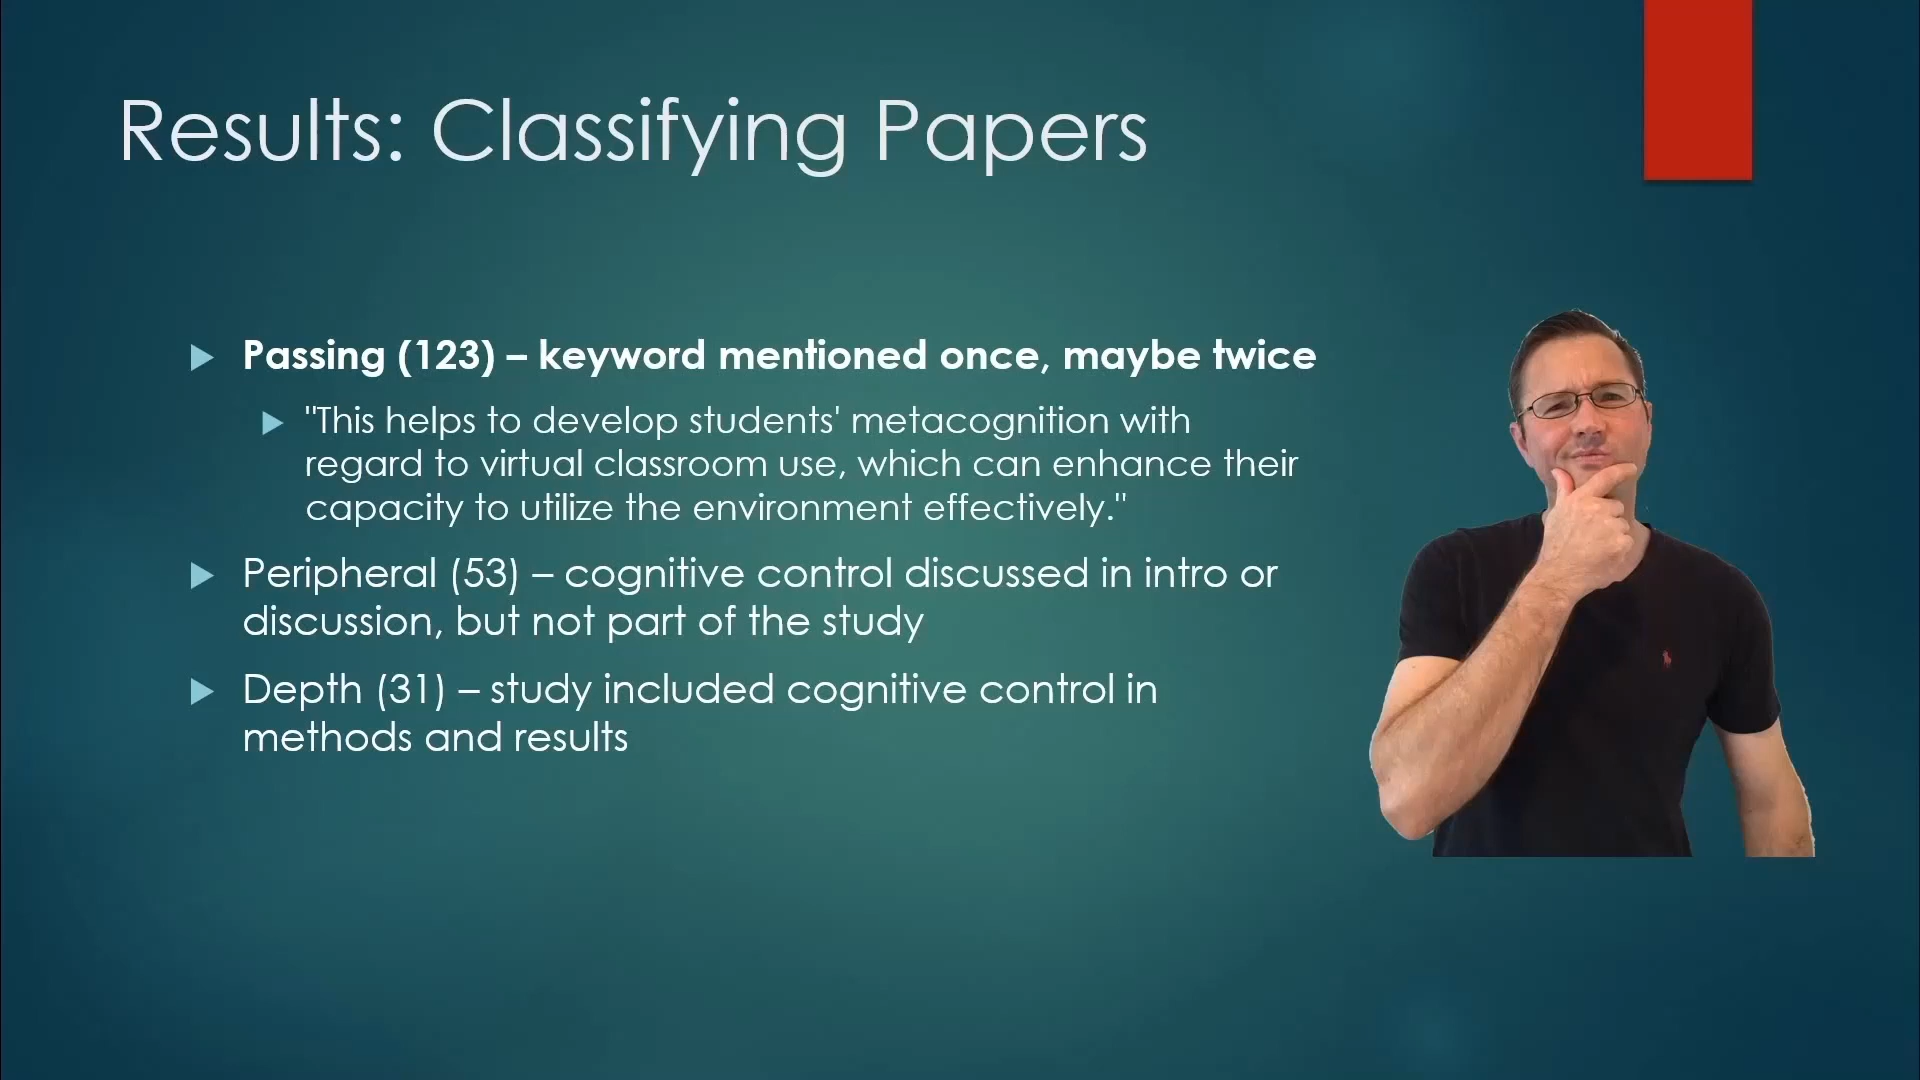 Results: Classifying Papers
Passing (123) – keyword mentioned once, maybe twice
"This helps to develop students' metacognition with
regard to virtual classroom use, which can enhance their
capacity to utilize the environment effectively."
Peripheral (53) – cognitive control discussed in intro or
discussion, but not part of the study
Depth (31) – study included cognitive control in
methods and results